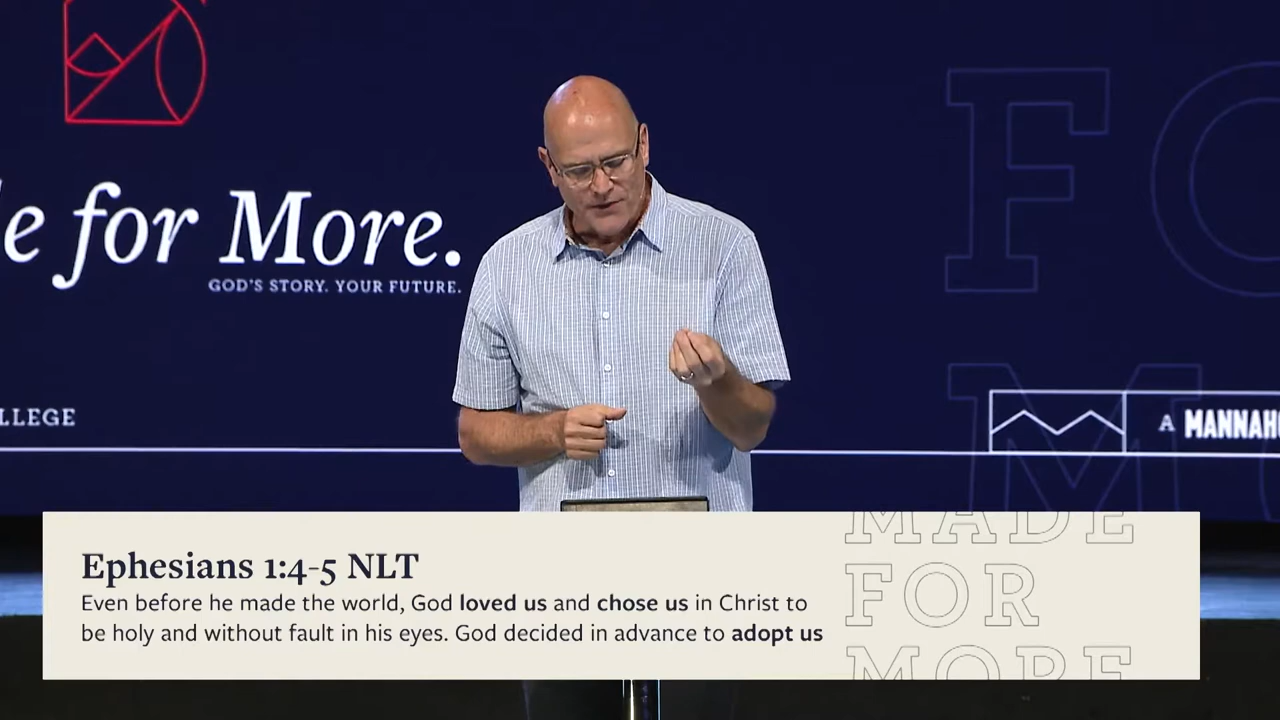 e for More.
GOD'S STORY. YOUR FUTURE.
LLEGE
FO
M
A MANNAH
Ephesians 1:4-5 NLT
Even before he made the world, God loved us and chose us in Christ to
be holy and without fault in his eyes. God decided in advance to adopt us
MADE
FOR
MORE